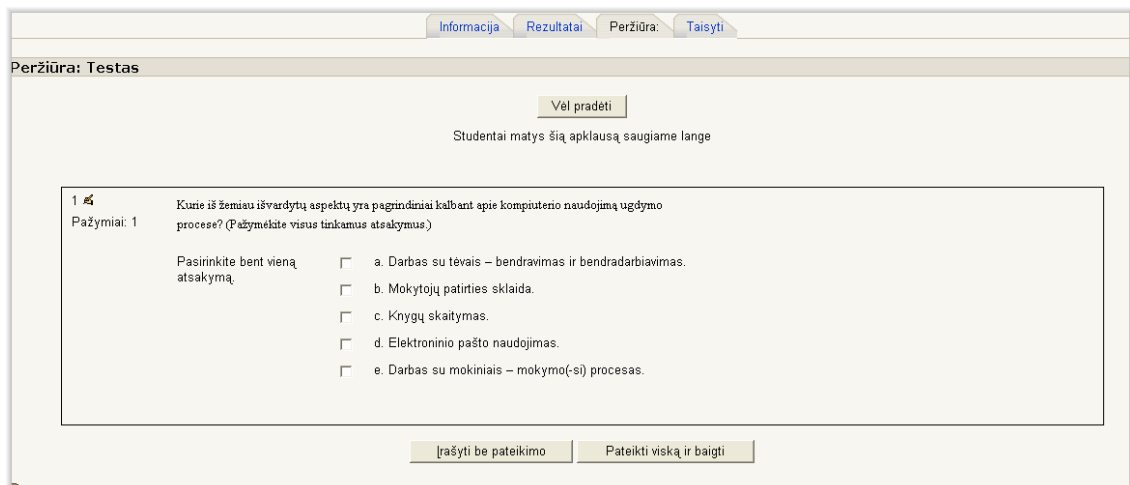 Informacija Rezultatai Peržiūra: Taisyti
Peržiūra: Testas
Vėl pradėti
Studentai matys šią apklausą saugiame lange
1
Pažymiai: 1
Kurie iš žemiau išvardytų aspektų yra pagrindiniai kalbant apie kompiuterio naudojimą ugdymo
procese? (Pažymėkite visus tinkamus atsakymus.)
Pasirinkite bent vieną
atsakymą.
a. Darbas su tėvais – bendravimas ir bendradarbiavimas.
b. Mokytojų patirties sklaida.
c. Knygų skaitymas.
d. Elektroninio pašto naudojimas.
e. Darbas su mokiniais – mokymo(-si) procesas.
Įrašyti be pateikimo Pateikti viską ir baigti